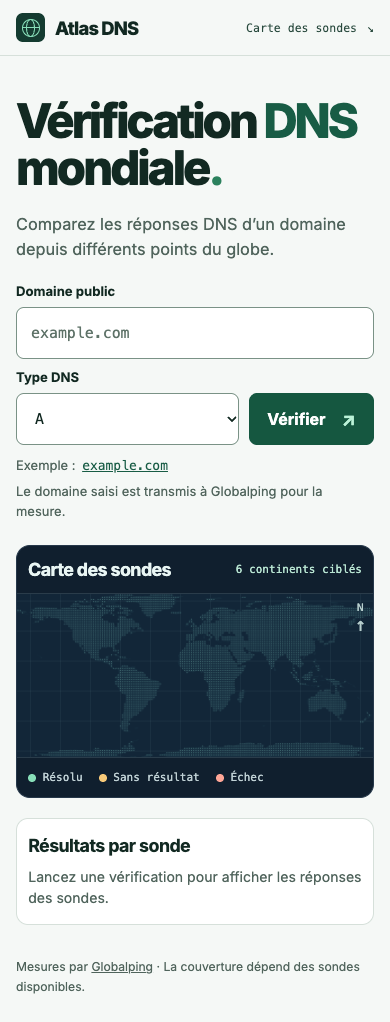 Atlas DNS
Carte des sondes ↘
Vérification DNS
mondiale.
Comparez les réponses DNS d’un domaine
depuis différents points du globe.
Domaine public
example.com
Type DNS
A
Vérifier ↗
Exemple : example.com
Le domaine saisi est transmis à Globalping pour la
mesure.
Carte des sondes
6 continents ciblés
N
↑
Résolu
Sans résultat
Échec
Résultats par sonde
Lancez une vérification pour afficher les réponses
des sondes.
Mesures par Globalping · La couverture dépend des sondes
disponibles.